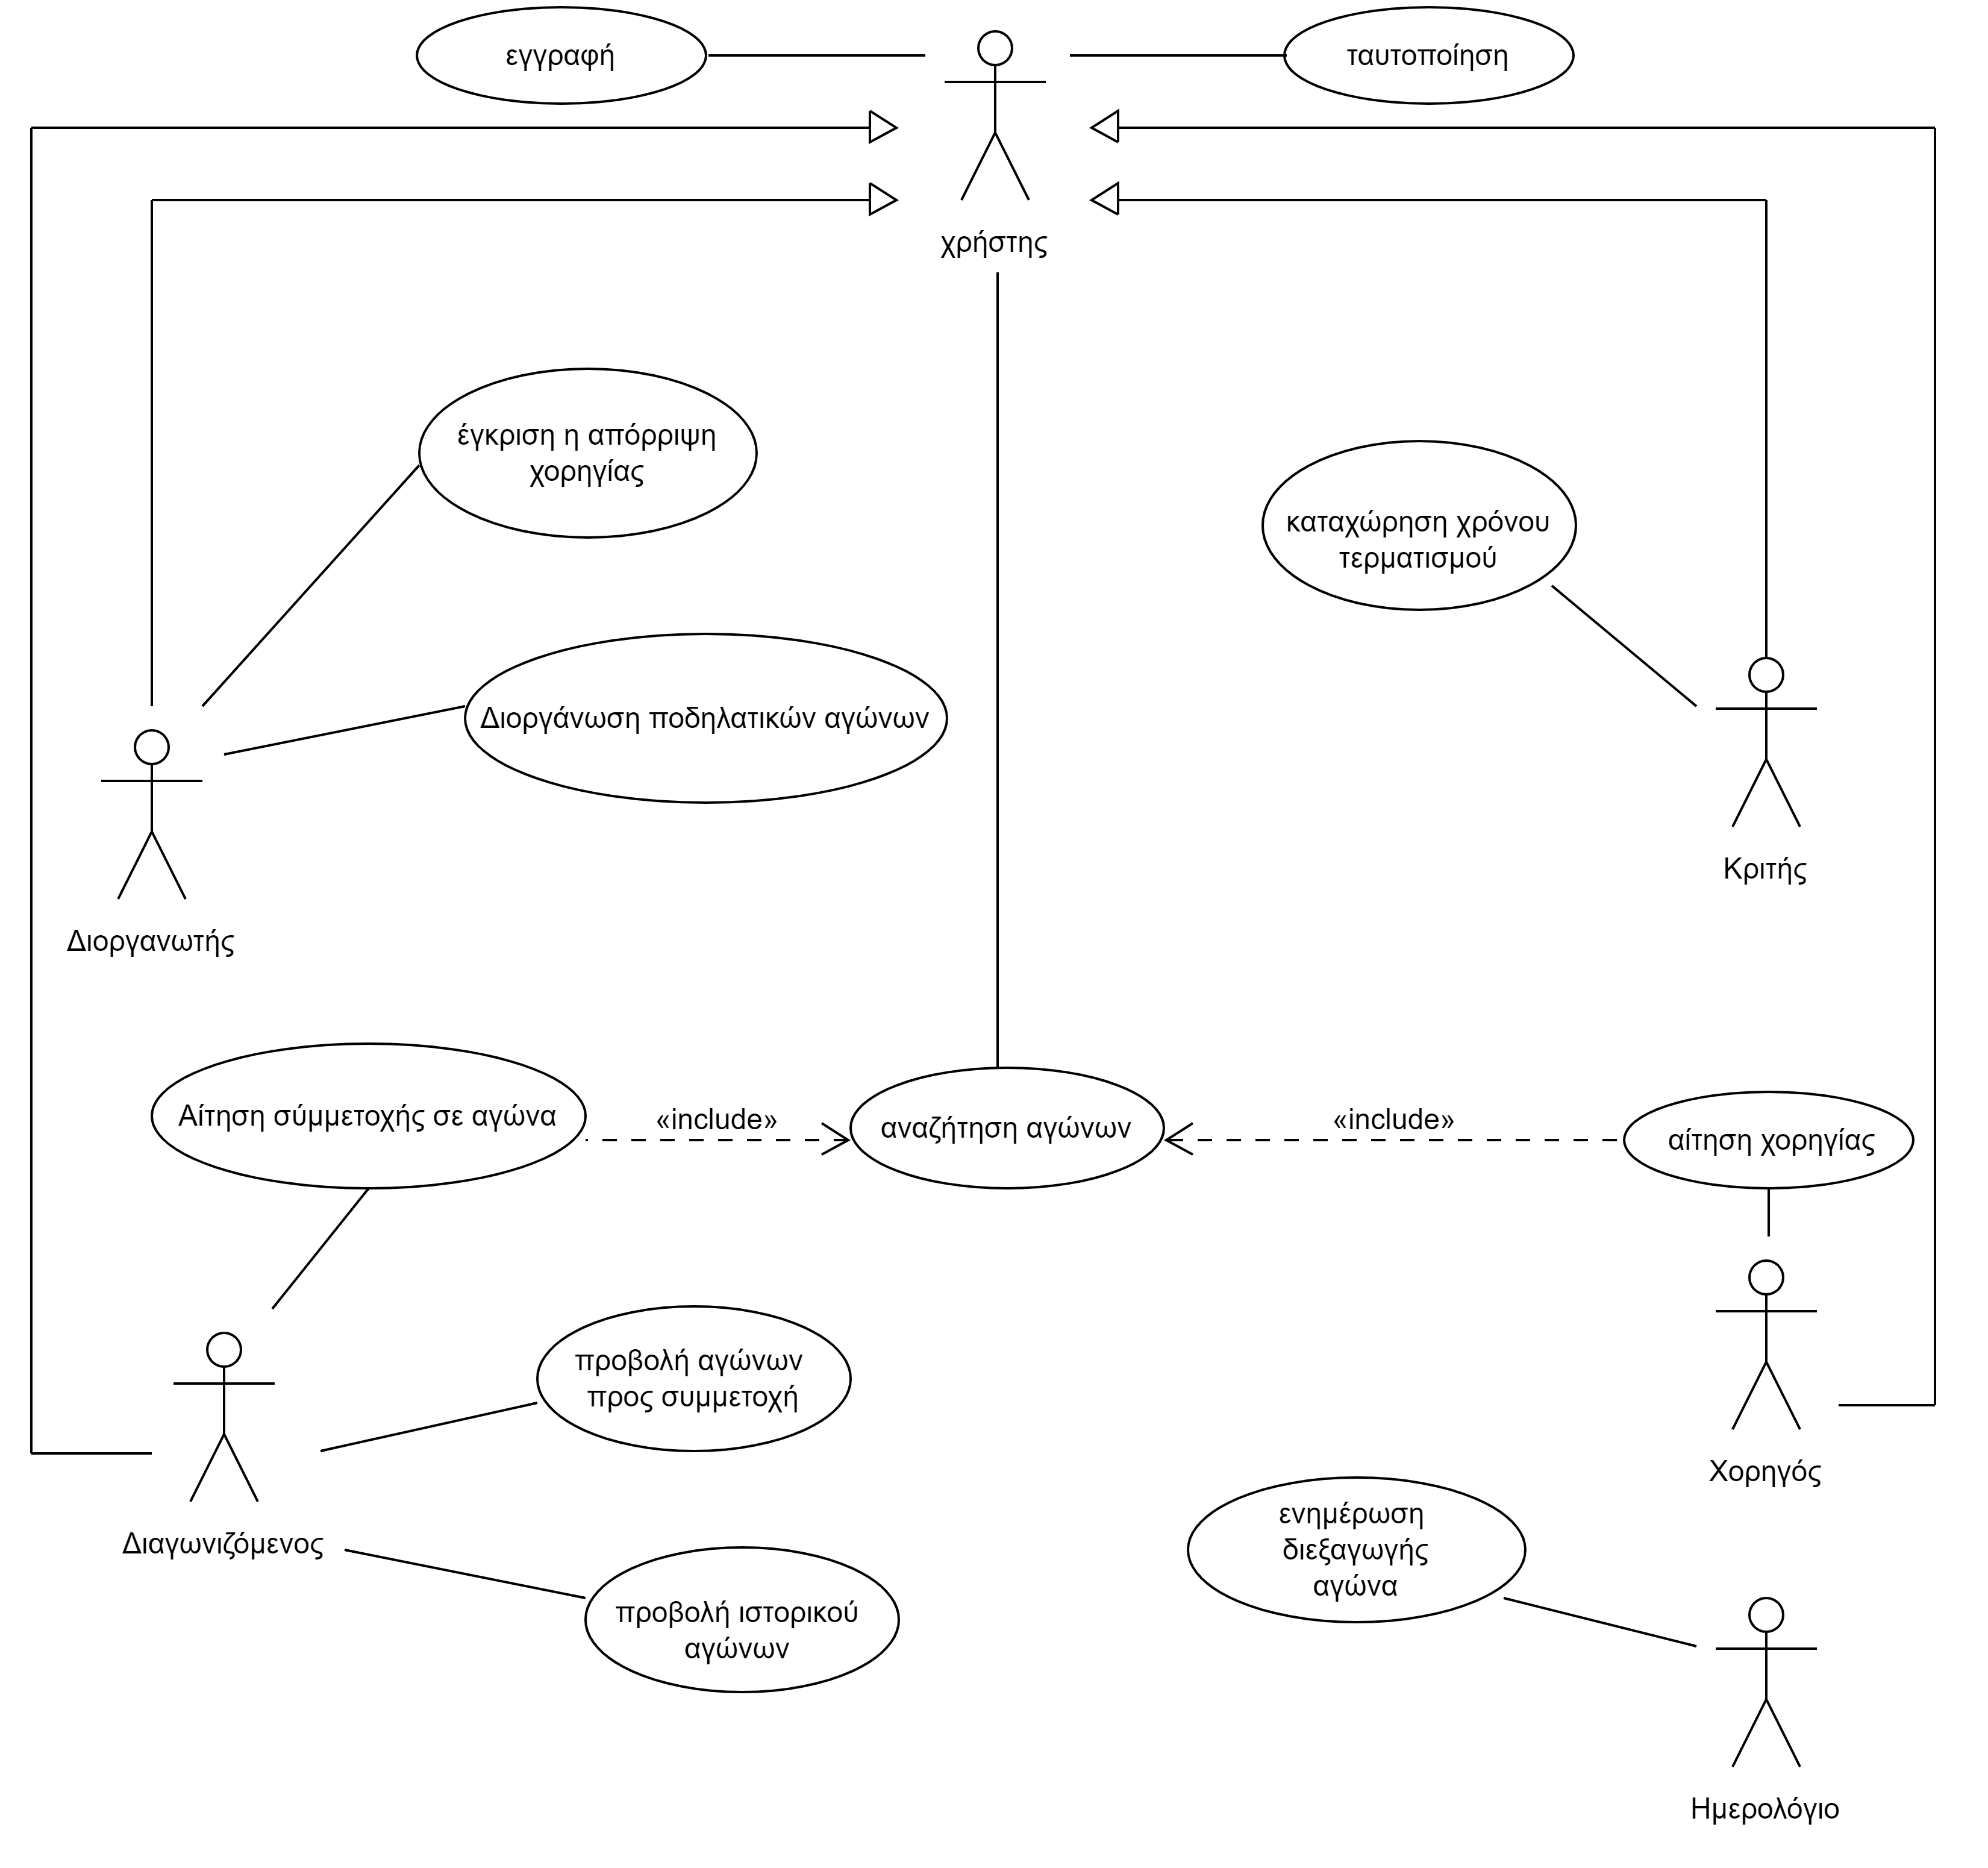 εγγραφή
ταυτοποίηση
χρήστης
έγκριση η απόρριψη
χορηγίας
καταχώρηση χρόνου
τερματισμού
Διοργάνωση ποδηλατικών αγώνων
Κριτής
Διοργανωτής
Αίτηση σύμμετοχής σε αγώνα
«include»
αναζήτηση αγώνων
«include»
αίτηση χορηγίας
προβολή αγώνων
προς συμμετοχή
Χορηγός
Διαγωνιζόμενος
ενημέρωση
διεξαγωγής
αγώνα
προβολή ιστορικού
αγώνων
Ημερολόγιο